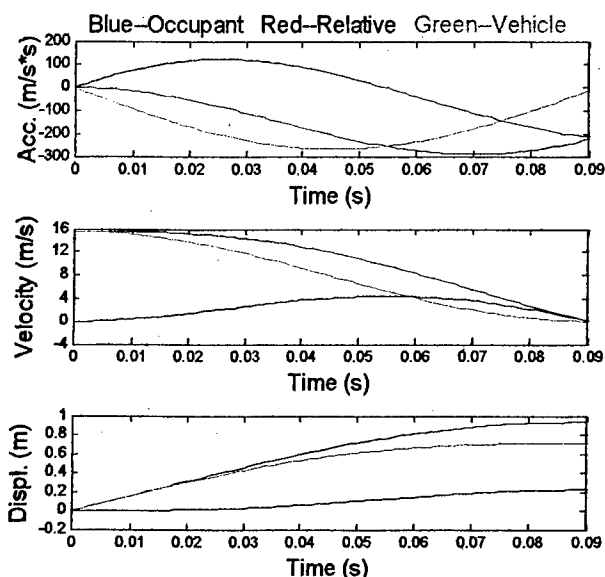 Blue–Occupant Red–Relative Green–Vehicle
Acc. (m/s*s)
200
100
0
-100
-200
-300
0 0.01 0.02 0.03 0.04 0.05 0.06 0.07 0.08 0.09
Time (s)
Velocity (m/s)
16
12
8
4
0
-4
0 0.01 0.02 0.03 0.04 0.05 0.06 0.07 0.08 0.09
Time (s)
Displ. (m)
1
0.8
0.6
0.4
0.2
0
-0.2
0 0.01 0.02 0.03 0.04 0.05 0.06 0.07 0.08 0.09
Time (s)